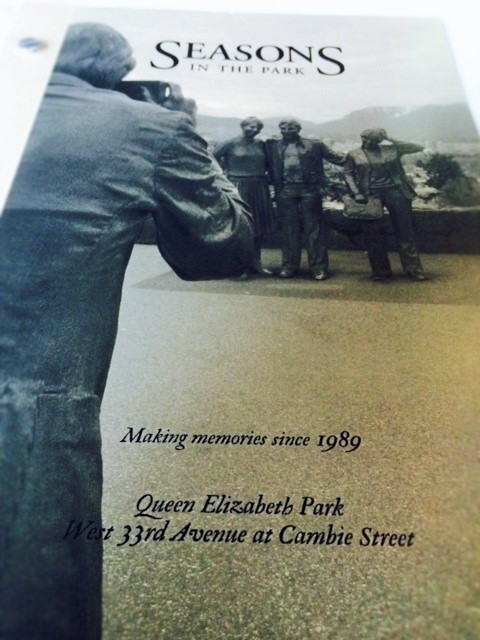 SEASONS
IN THE PARK
Making memories since 1989
Queen Elizabeth Park
West 33rd Avenue at Cambie Street